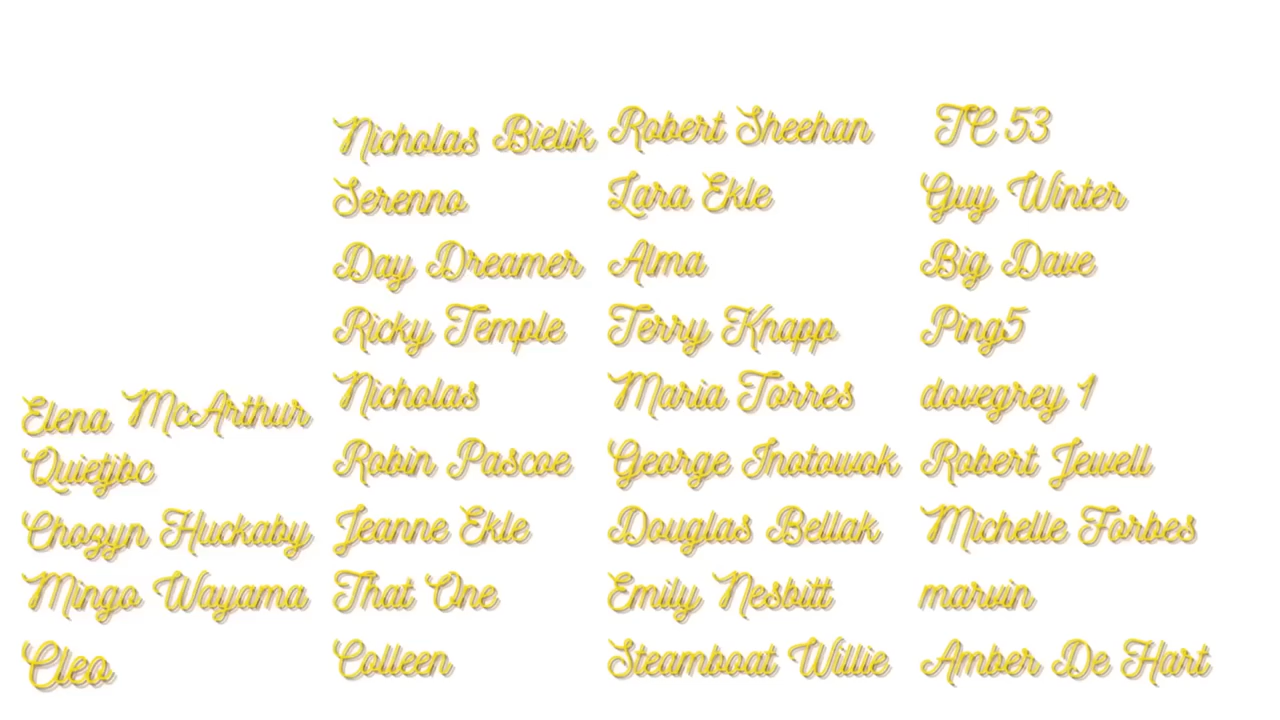 Elena McArthur
Quietjbc
Chozyn Huckaby
Mingo Wayama
Cleo
Nicholas Bielik
Serenno
Day Dreamer
Ricky Temple
Nicholas
Robin Pascoe
Jeanne Ekle
That One
Colleen
Robert Sheehan
Lara Ekle
Alma
Terry Knapp
Maria Torres
George Inotowok
Douglas Bellak
Emily Nesbitt
Steamboat Willie
TC 53
Guy Winter
Big Dave
Ping5
dovegrey 1
Robert Jewell
Michelle Forbes
marvin
Amber De Hart